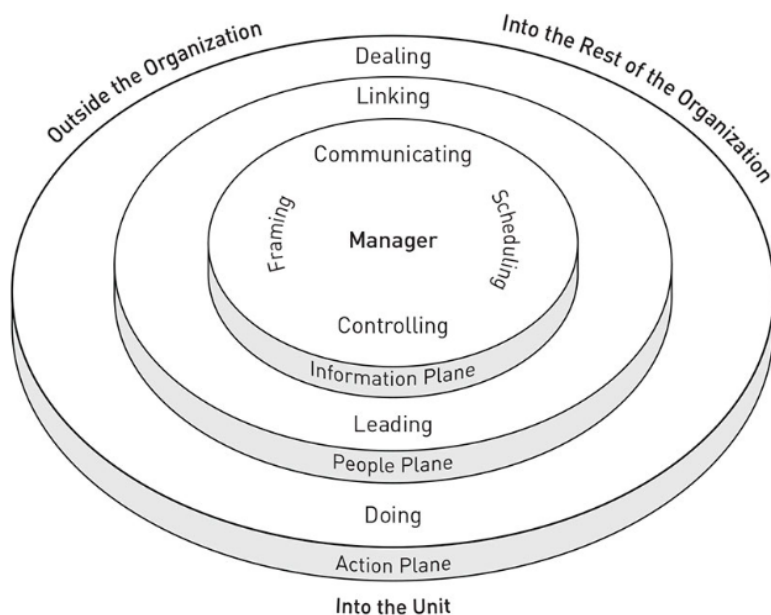 Outside the Organization
Into the Rest of the Organization
Dealing
Linking
Communicating
Framing
Manager
Scheduling
Controlling
Information Plane
Leading
People Plane
Doing
Action Plane
Into the Unit